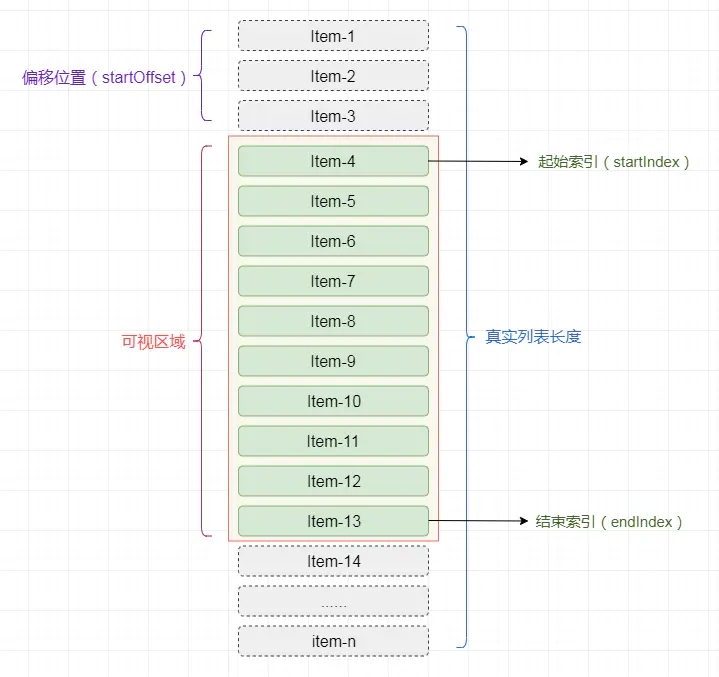 Item-1
偏移位置（startOffset）
Item-2
Item-3
Item-4
起始索引（startIndex）
Item-5
Item-6
Item-7
Item-8
可视区域
真实列表长度
Item-9
Item-10
Item-11
Item-12
Item-13
结束索引（endIndex）
Item-14
......
item-n